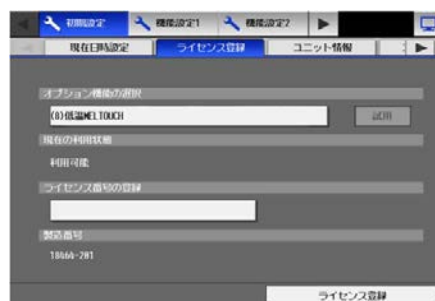 初期設定 機能設定1 機能設定2
現在日時設定 ライセンス登録 ユニット情報
オプション機能の選択
(8)低温MELTOUCH 試用
現在の利用状態
利用可能
ライセンス番号の登録
製造番号
18464-201
ライセンス登録